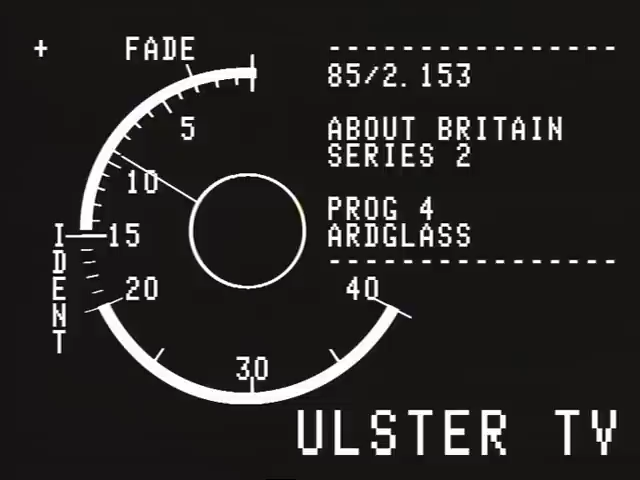 +
FADE
----------------
85/2.153
ABOUT BRITAIN
SERIES 2
PROG 4
ARDGLASS
----------------
5
10
15
20
30
40
IDENT
ULSTER TV